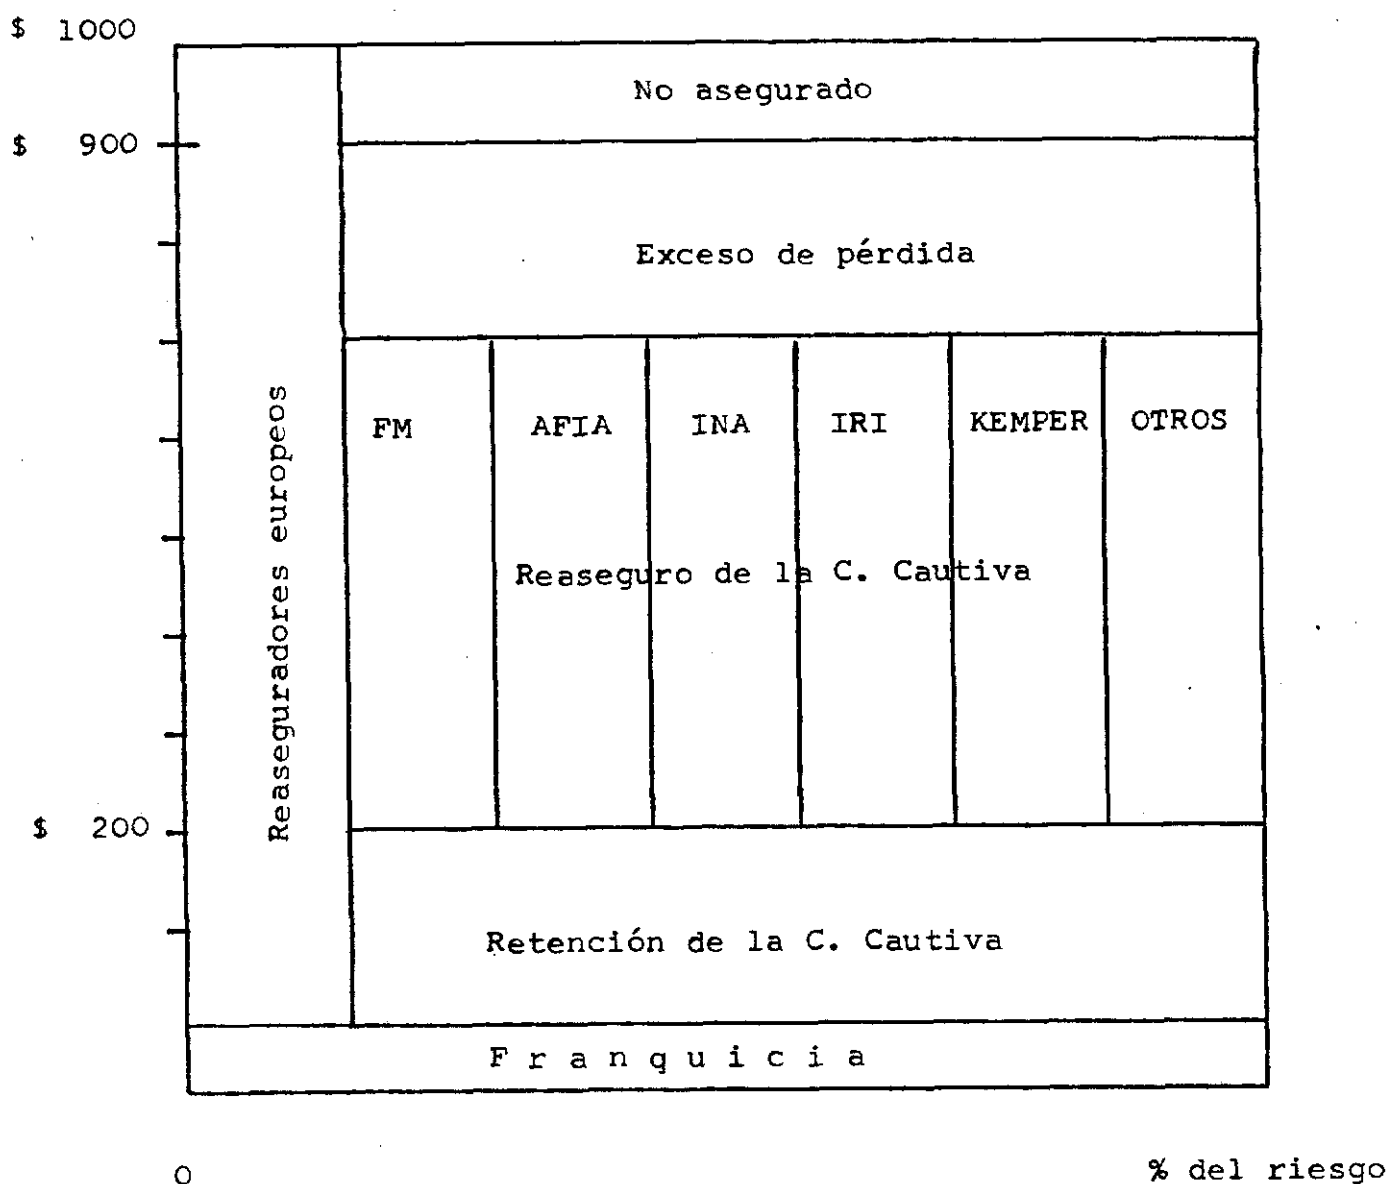 $ 1000
No asegurado
$ 900
Exceso de pérdida
Reaseguradores europeos
FM AFIA INA IRI KEMPER OTROS
Reaseguro de la C. Cautiva
$ 200
Retención de la C. Cautiva
Franquicia
0 % del riesgo